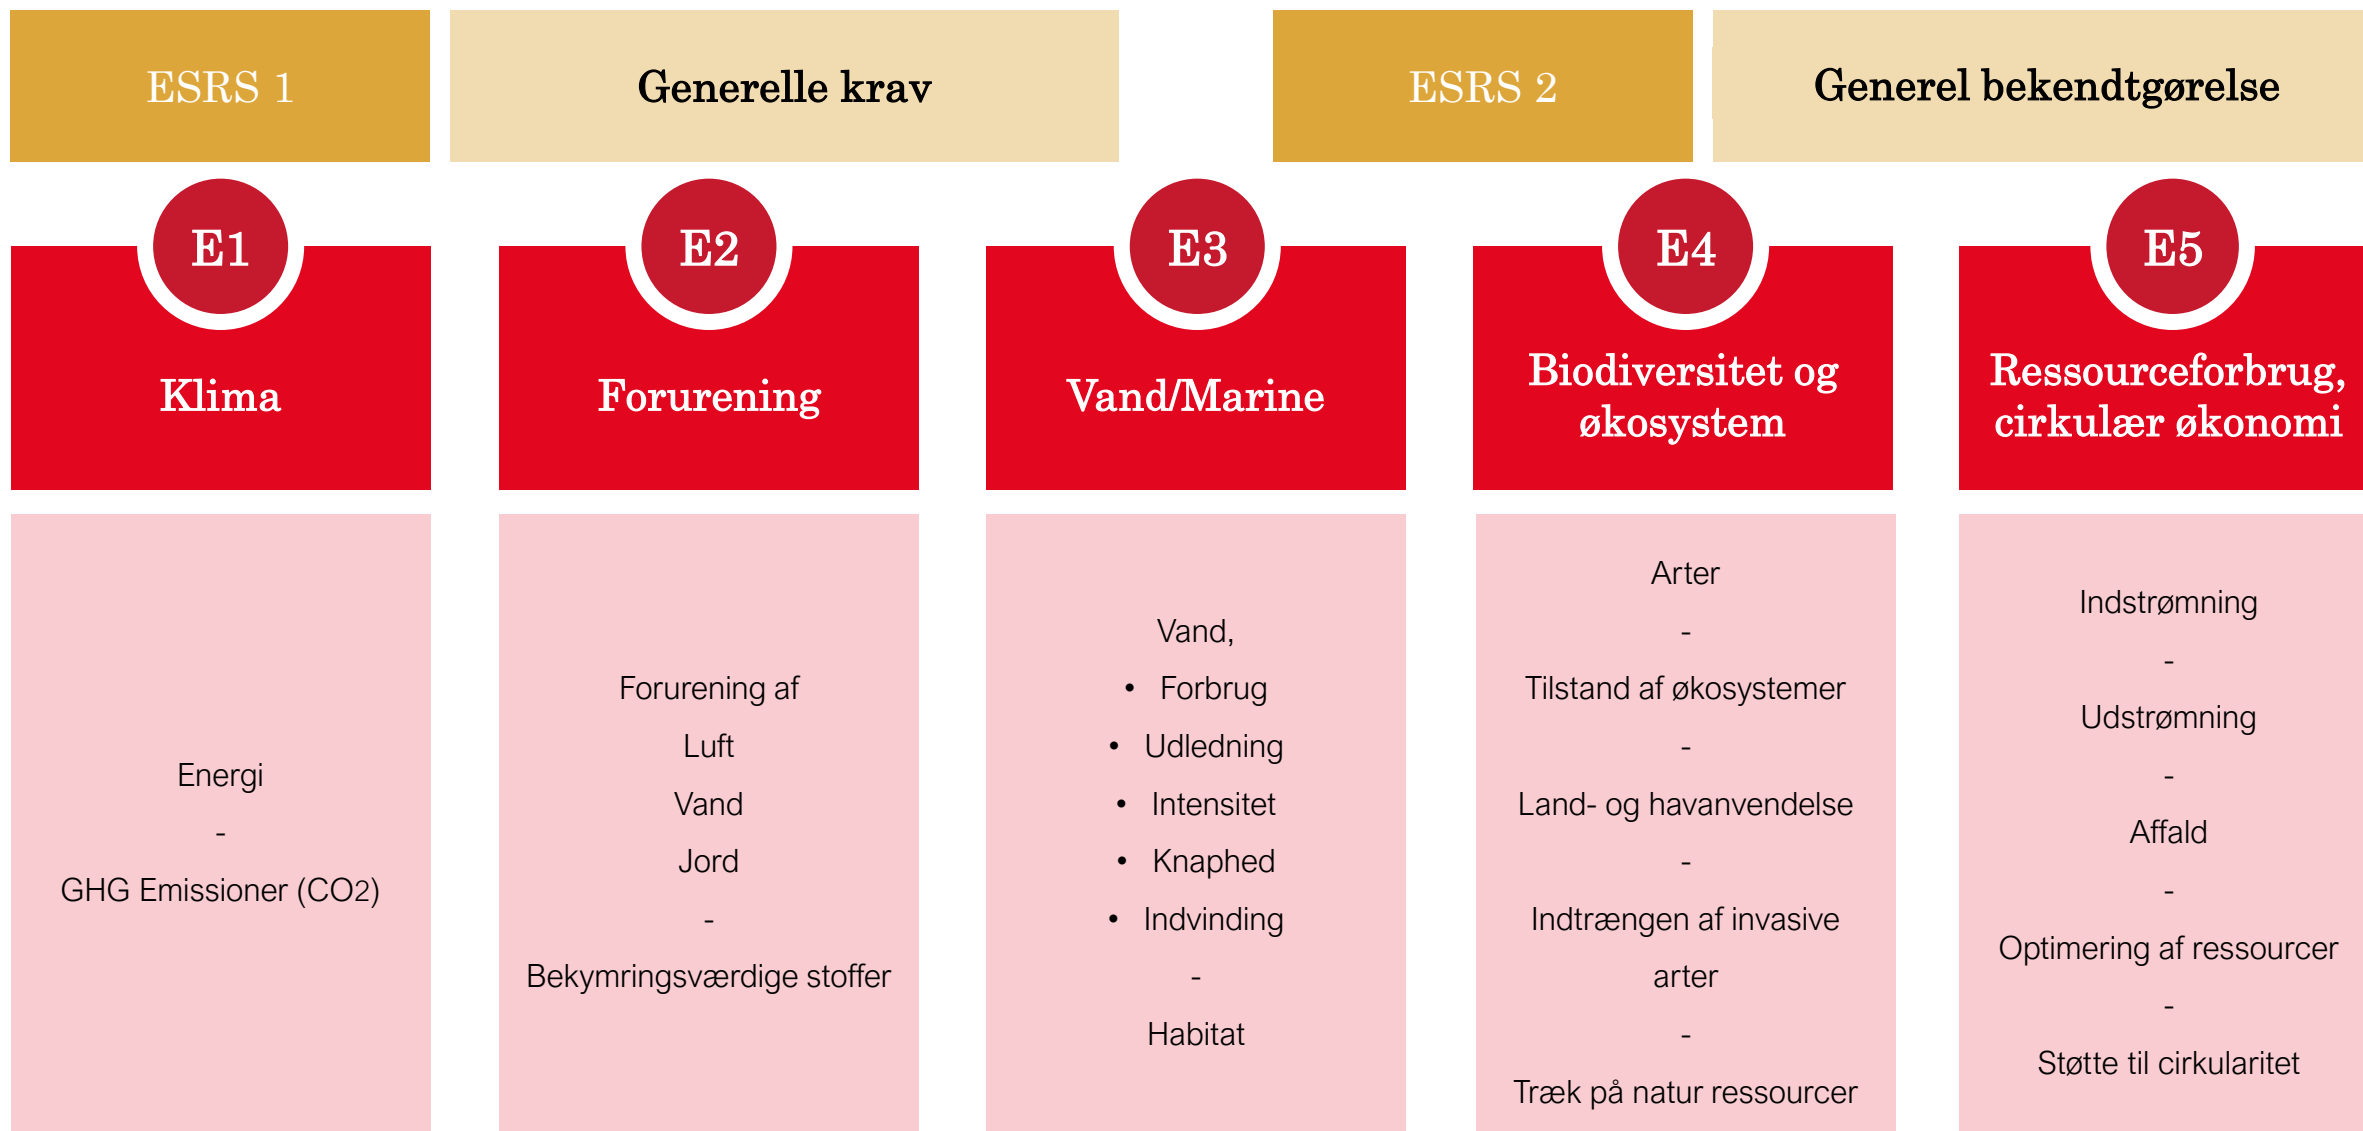 ESRS 1
Generelle krav
ESRS 2
Generel bekendtgørelse
E1
Klima
Energi
-
GHG Emissioner (CO2)
E2
Forurening
Forurening af
Luft
Vand
Jord
-
Bekymringsværdige stoffer
E3
Vand/Marine
Vand,
• Forbrug
• Udledning
• Intensitet
• Knaphed
• Indvinding
-
Habitat
E4
Biodiversitet og
økosystem
Arter
-
Tilstand af økosystemer
-
Land- og havanvendelse
-
Indtrængen af invasive
arter
-
Træk på natur ressourcer
E5
Ressourceforbrug,
cirkulær økonomi
Indstrømning
-
Udstrømning
-
Affald
-
Optimering af ressourcer
-
Støtte til cirkularitet